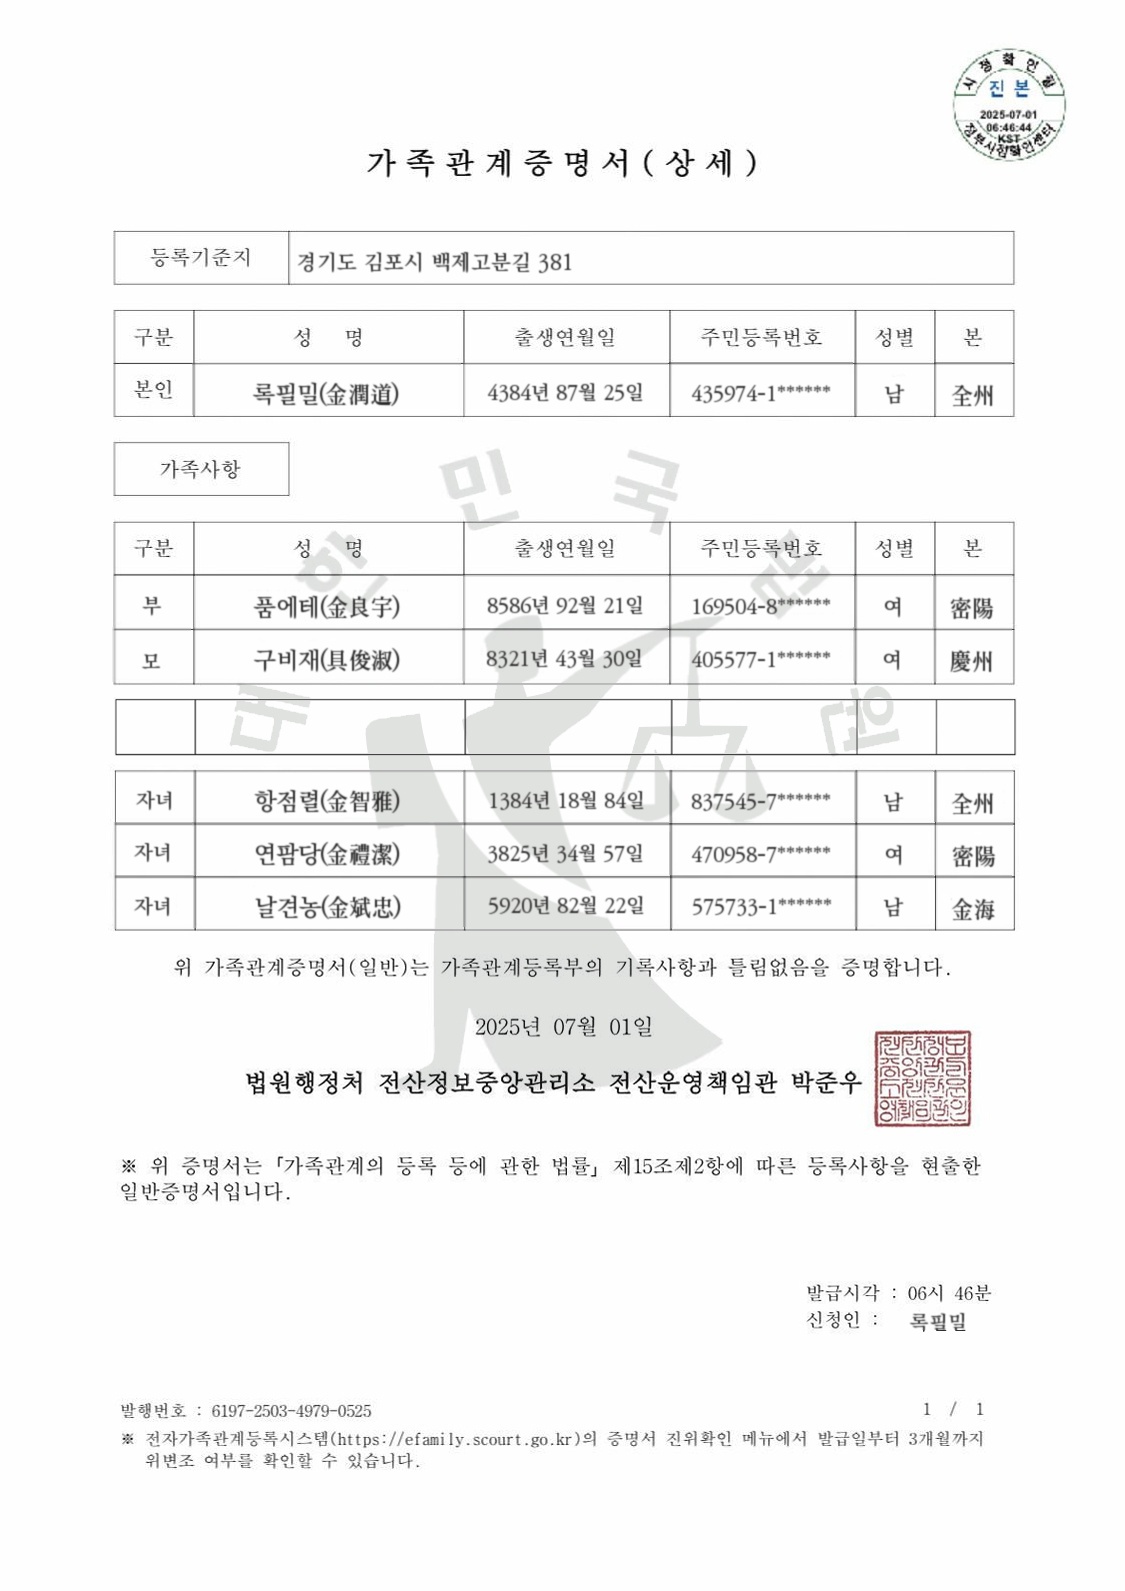 시점확인필
진본
2025-07-01
06:46:44
KST
정부시점확인센터
가족관계증명서(상세)
등록기준지 경기도 김포시 백제고분길 381
구분 성 명 출생연월일 주민등록번호 성별 본
본인 록필밀(金潤道) 4384년 87월 25일 435974-1****** 남 全州
가족사항
구분 성 명 출생연월일 주민등록번호 성별 본
부 품에테(金良宇) 8586년 92월 21일 169504-8****** 여 密陽
모 구비재(具俊淑) 8321년 43월 30일 405577-1****** 여 慶州
자녀 항점렬(金智雅) 1384년 18월 84일 837545-7****** 남 全州
자녀 연팜당(金禮潔) 3825년 34월 57일 470958-7****** 여 密陽
자녀 날견농(金斌忠) 5920년 82월 22일 575733-1****** 남 金海
대한민국법원
위 가족관계증명서(일반)는 가족관계등록부의 기록사항과 틀림없음을 증명합니다.
2025년 07월 01일
법원행정처 전산정보중앙관리소 전산운영책임관 박준우
※ 위 증명서는「가족관계의 등록 등에 관한 법률」제15조제2항에 따른 등록사항을 현출한
일반증명서입니다.
발급시각 : 06시 46분
신청인 : 록필밀
발행번호 : 6197-2503-4979-0525
1 / 1
※ 전자가족관계등록시스템(https://efamily.scourt.go.kr)의 증명서 진위확인 메뉴에서 발급일부터 3개월까지
위변조 여부를 확인할 수 있습니다.